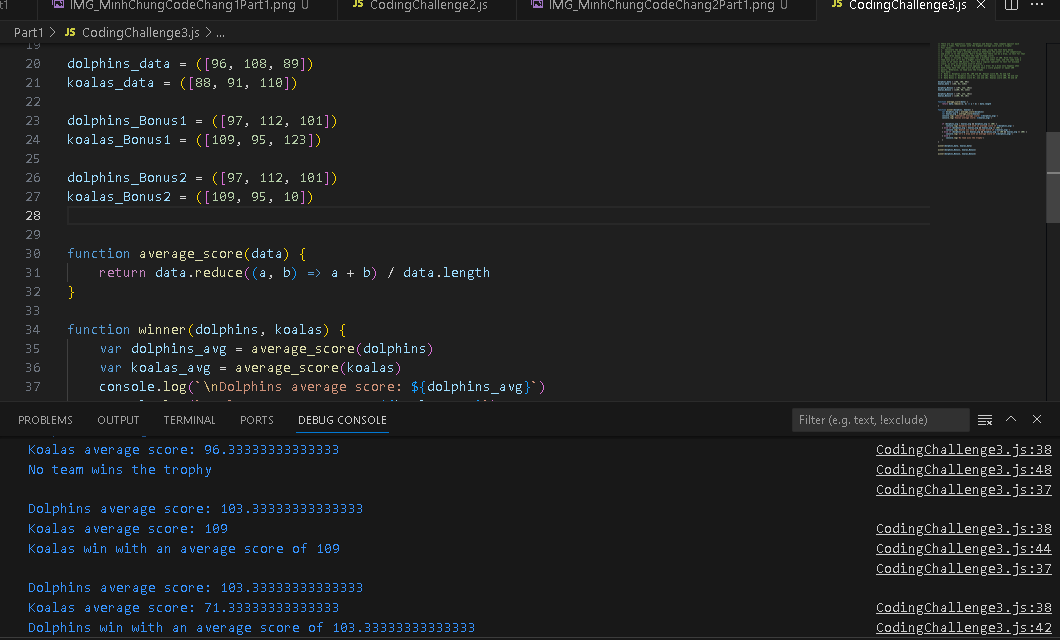 t1 IMG_MinhChungCodeChang1Part1.png U JS CodingChallenge2.js IMG_MinhChungCodeChang2Part1.png U JS CodingChallenge3.js
Part1 > JS CodingChallenge3.js > ...
19
20 dolphins_data = ([96, 108, 89])
21 koalas_data = ([88, 91, 110])
22
23 dolphins_Bonus1 = ([97, 112, 101])
24 koalas_Bonus1 = ([109, 95, 123])
25
26 dolphins_Bonus2 = ([97, 112, 101])
27 koalas_Bonus2 = ([109, 95, 10])
28
29
30 function average_score(data) {
31 return data.reduce((a, b) => a + b) / data.length
32 }
33
34 function winner(dolphins, koalas) {
35 var dolphins_avg = average_score(dolphins)
36 var koalas_avg = average_score(koalas)
37 console.log(`\nDolphins average score: ${dolphins_avg}`)
PROBLEMS OUTPUT TERMINAL PORTS DEBUG CONSOLE Filter (e.g. text, !exclude)
Koalas average score: 96.33333333333333 CodingChallenge3.js:38
No team wins the trophy CodingChallenge3.js:48
CodingChallenge3.js:37
Dolphins average score: 103.33333333333333
Koalas average score: 109 CodingChallenge3.js:38
Koalas win with an average score of 109 CodingChallenge3.js:44
CodingChallenge3.js:37
Dolphins average score: 103.33333333333333
Koalas average score: 71.33333333333333 CodingChallenge3.js:38
Dolphins win with an average score of 103.33333333333333 CodingChallenge3.js:42